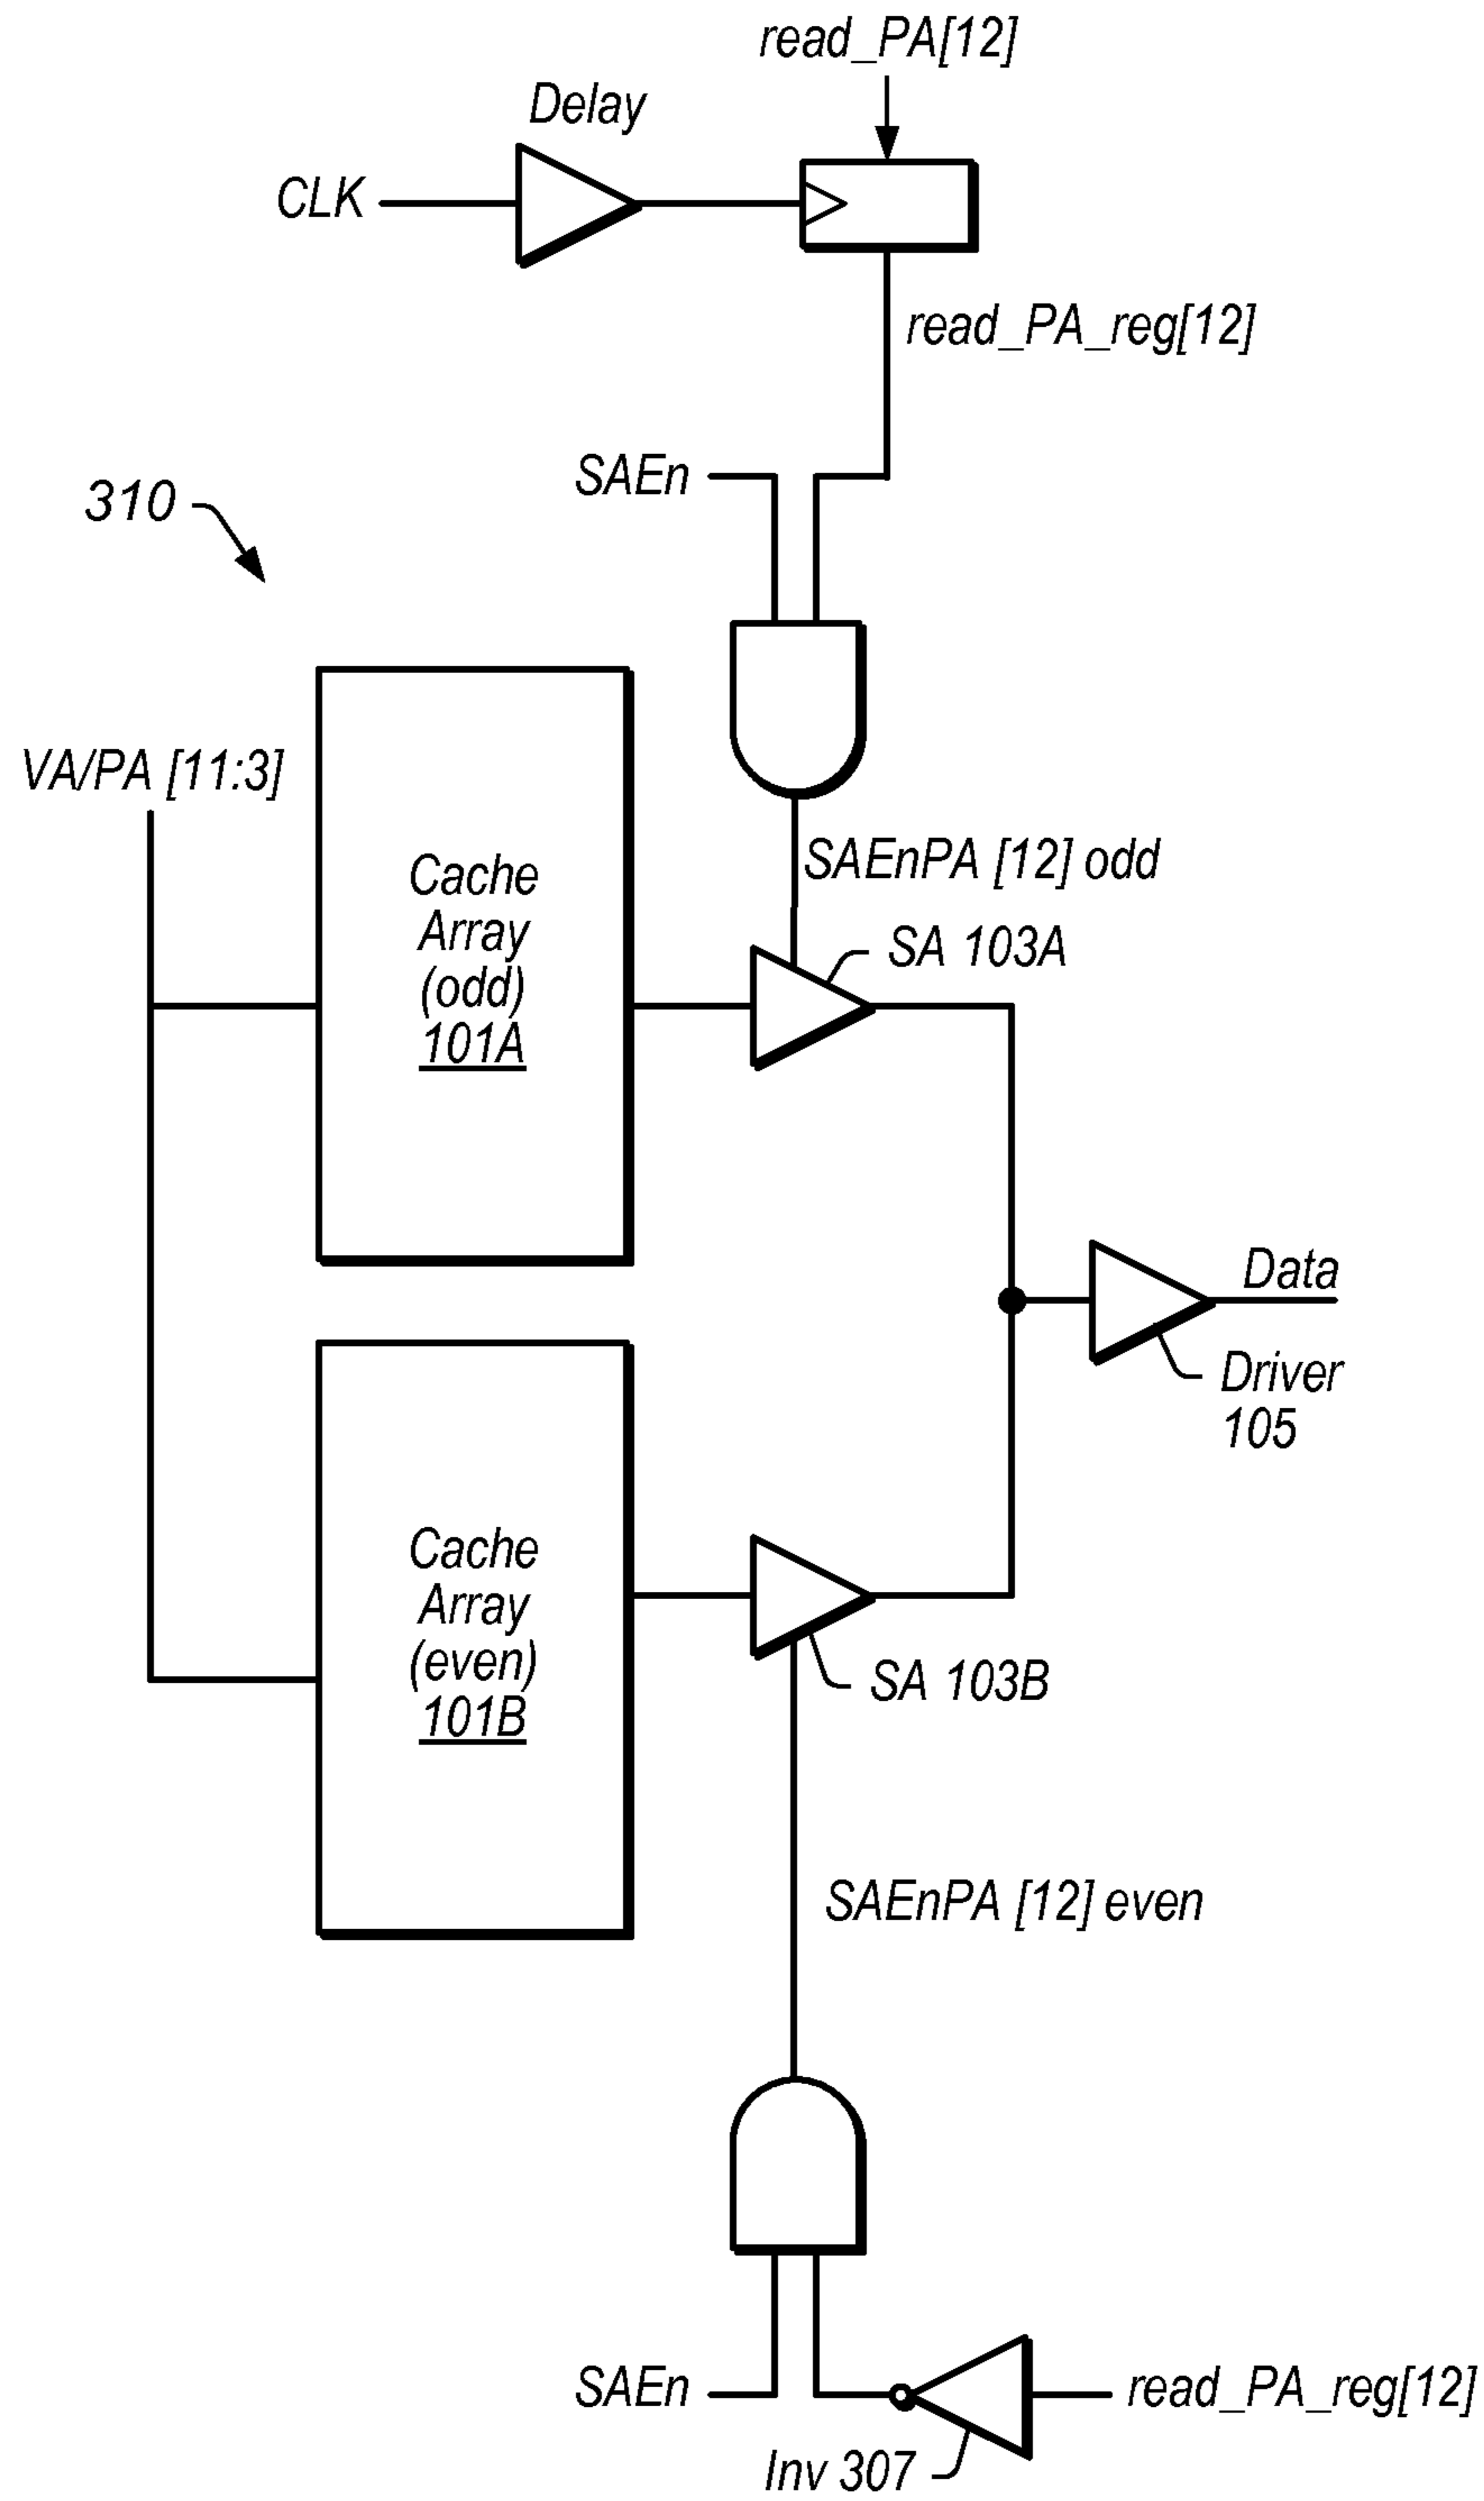 read_PA[12]
Delay
CLK
read_PA_reg[12]
SAEn
310
VA/PA [11:3]
Cache
Array
(odd)
101A
SAEnPA [12] odd
SA 103A
Data
Driver
105
Cache
Array
(even)
101B
SA 103B
SAEnPA [12] even
SAEn
read_PA_reg[12]
Inv 307